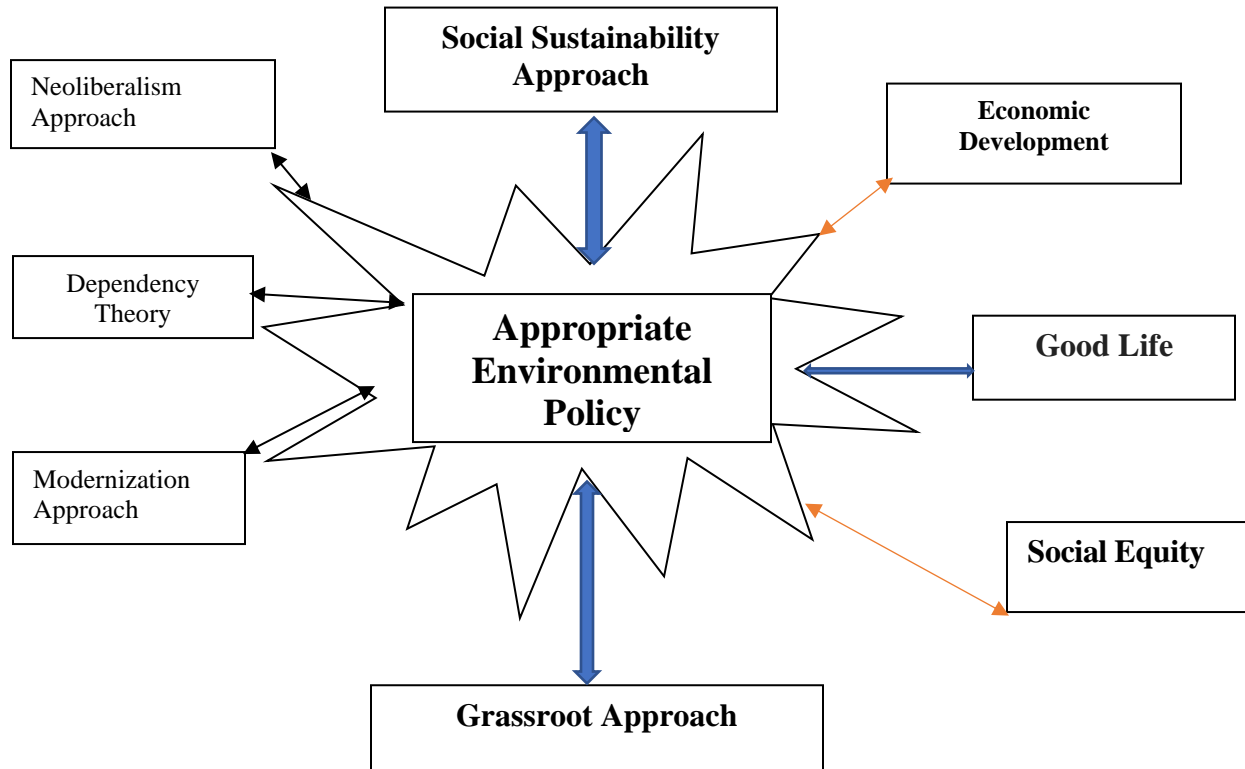 Social Sustainability
Approach
Neoliberalism
Approach
Economic
Development
Dependency
Theory
Appropriate
Environmental
Policy
Good Life
Modernization
Approach
Social Equity
Grassroot Approach